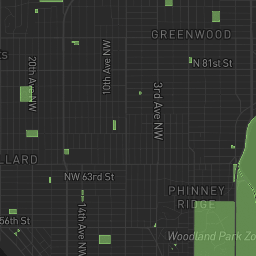 GREENWOOD
10th Ave NW
N 81st St
20th Ave NW
3rd Ave NW
LLARD
NW 63rd St
PHINNEY
RIDGE
14th Ave NW
56th St
Woodland Park Zo